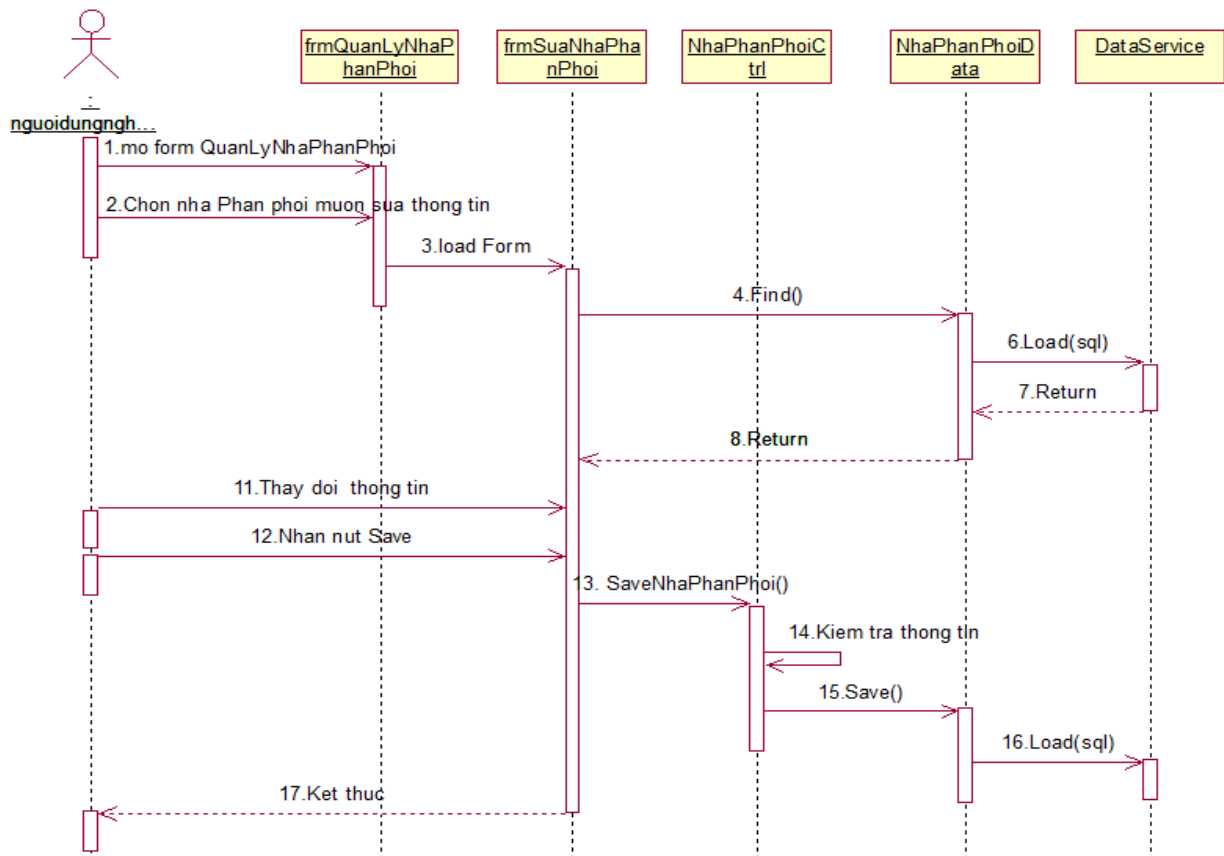 frmQuanLyNhaP
hanPhoi
frmSuaNhaPha
nPhoi
NhaPhanPhoiC
trl
NhaPhanPhoiD
ata
DataService
:
nguoidungngh...
1.mo form QuanLyNhaPhanPhoi
2.Chon nha Phan phoi muon sua thong tin
3.load Form
4.Find()
6.Load(sql)
7.Return
8.Return
11.Thay doi thong tin
12.Nhan nut Save
13. SaveNhaPhanPhoi()
14.Kiem tra thong tin
15.Save()
16.Load(sql)
17.Ket thuc